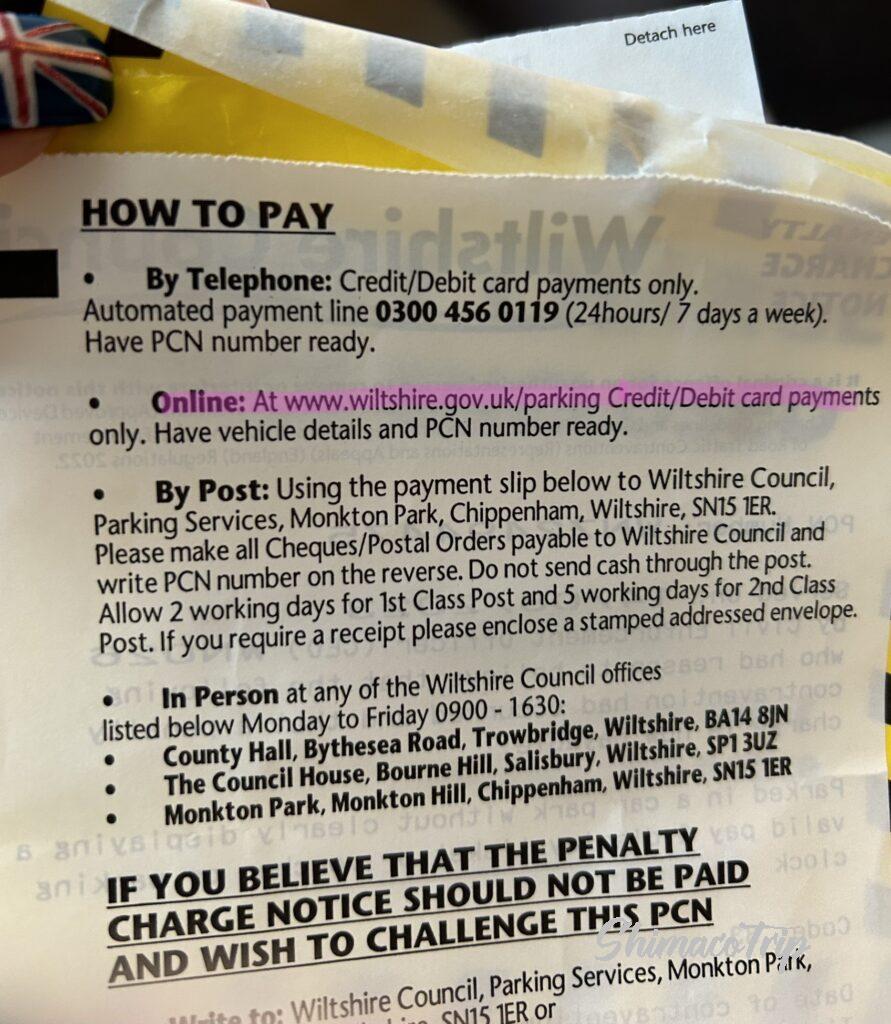 Detach here
HOW TO PAY
• By Telephone: Credit/Debit card payments only.
Automated payment line 0300 456 0119 (24hours/ 7 days a week).
Have PCN number ready.
• Online: At www.wiltshire.gov.uk/parking Credit/Debit card payments
only. Have vehicle details and PCN number ready.
• By Post: Using the payment slip below to Wiltshire Council,
Parking Services, Monkton Park, Chippenham, Wiltshire, SN15 1ER.
Please make all Cheques/Postal Orders payable to Wiltshire Council and
write PCN number on the reverse. Do not send cash through the post.
Allow 2 working days for 1st Class Post and 5 working days for 2nd Class
Post. If you require a receipt please enclose a stamped addressed envelope.
• In Person at any of the Wiltshire Council offices
listed below Monday to Friday 0900 - 1630:
• County Hall, Bythesea Road, Trowbridge, Wiltshire, BA14 8JN
• The Council House, Bourne Hill, Salisbury, Wiltshire, SP1 3UZ
• Monkton Park, Monkton Hill, Chippenham, Wiltshire, SN15 1ER
IF YOU BELIEVE THAT THE PENALTY
CHARGE NOTICE SHOULD NOT BE PAID
AND WISH TO CHALLENGE THIS PCN
ShimacoTrip
Write to: Wiltshire Council, Parking Services, Monkton Park,
SN15 1ER or